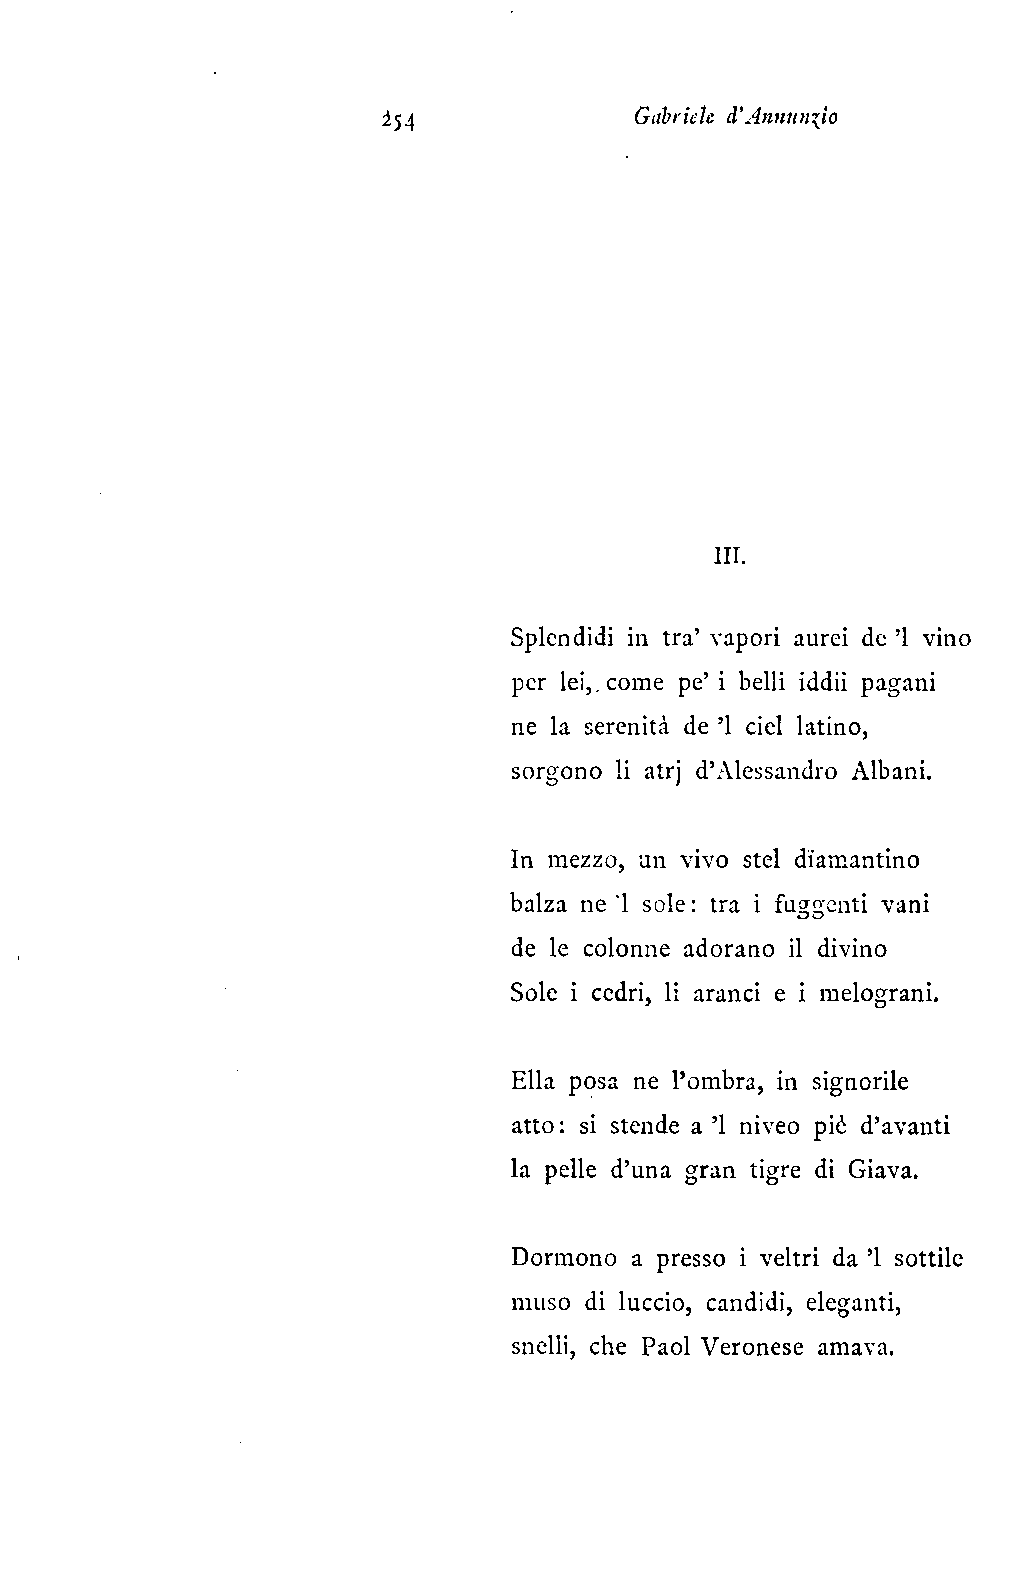 254 Gabriele d'Annunzio
III.
Splendidi in tra' vapori aurei de 'l vino
per lei, come pe' i belli iddii pagani
ne la serenità de 'l ciel latino,
sorgono li atrj d'Alessandro Albani.
In mezzo, un vivo stel dïamantino
balza ne 'l sole: tra i fuggenti vani
de le colonne adorano il divino
Sole i cedri, li aranci e i melograni.
Ella posa ne l'ombra, in signorile
atto: si stende a 'l niveo piè d'avanti
la pelle d'una gran tigre di Giava.
Dormono a presso i veltri da 'l sottile
muso di luccio, candidi, eleganti,
snelli, che Paol Veronese amava.